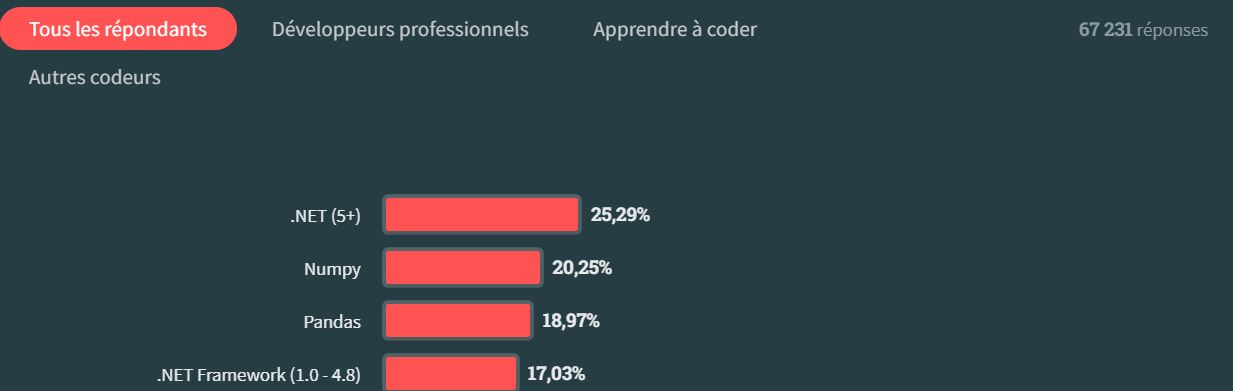 Tous les répondants Développeurs professionnels Apprendre à coder 67 231 réponses
Autres codeurs
.NET (5+) 25,29%
Numpy 20,25%
Pandas 18,97%
.NET Framework (1.0 - 4.8) 17,03%